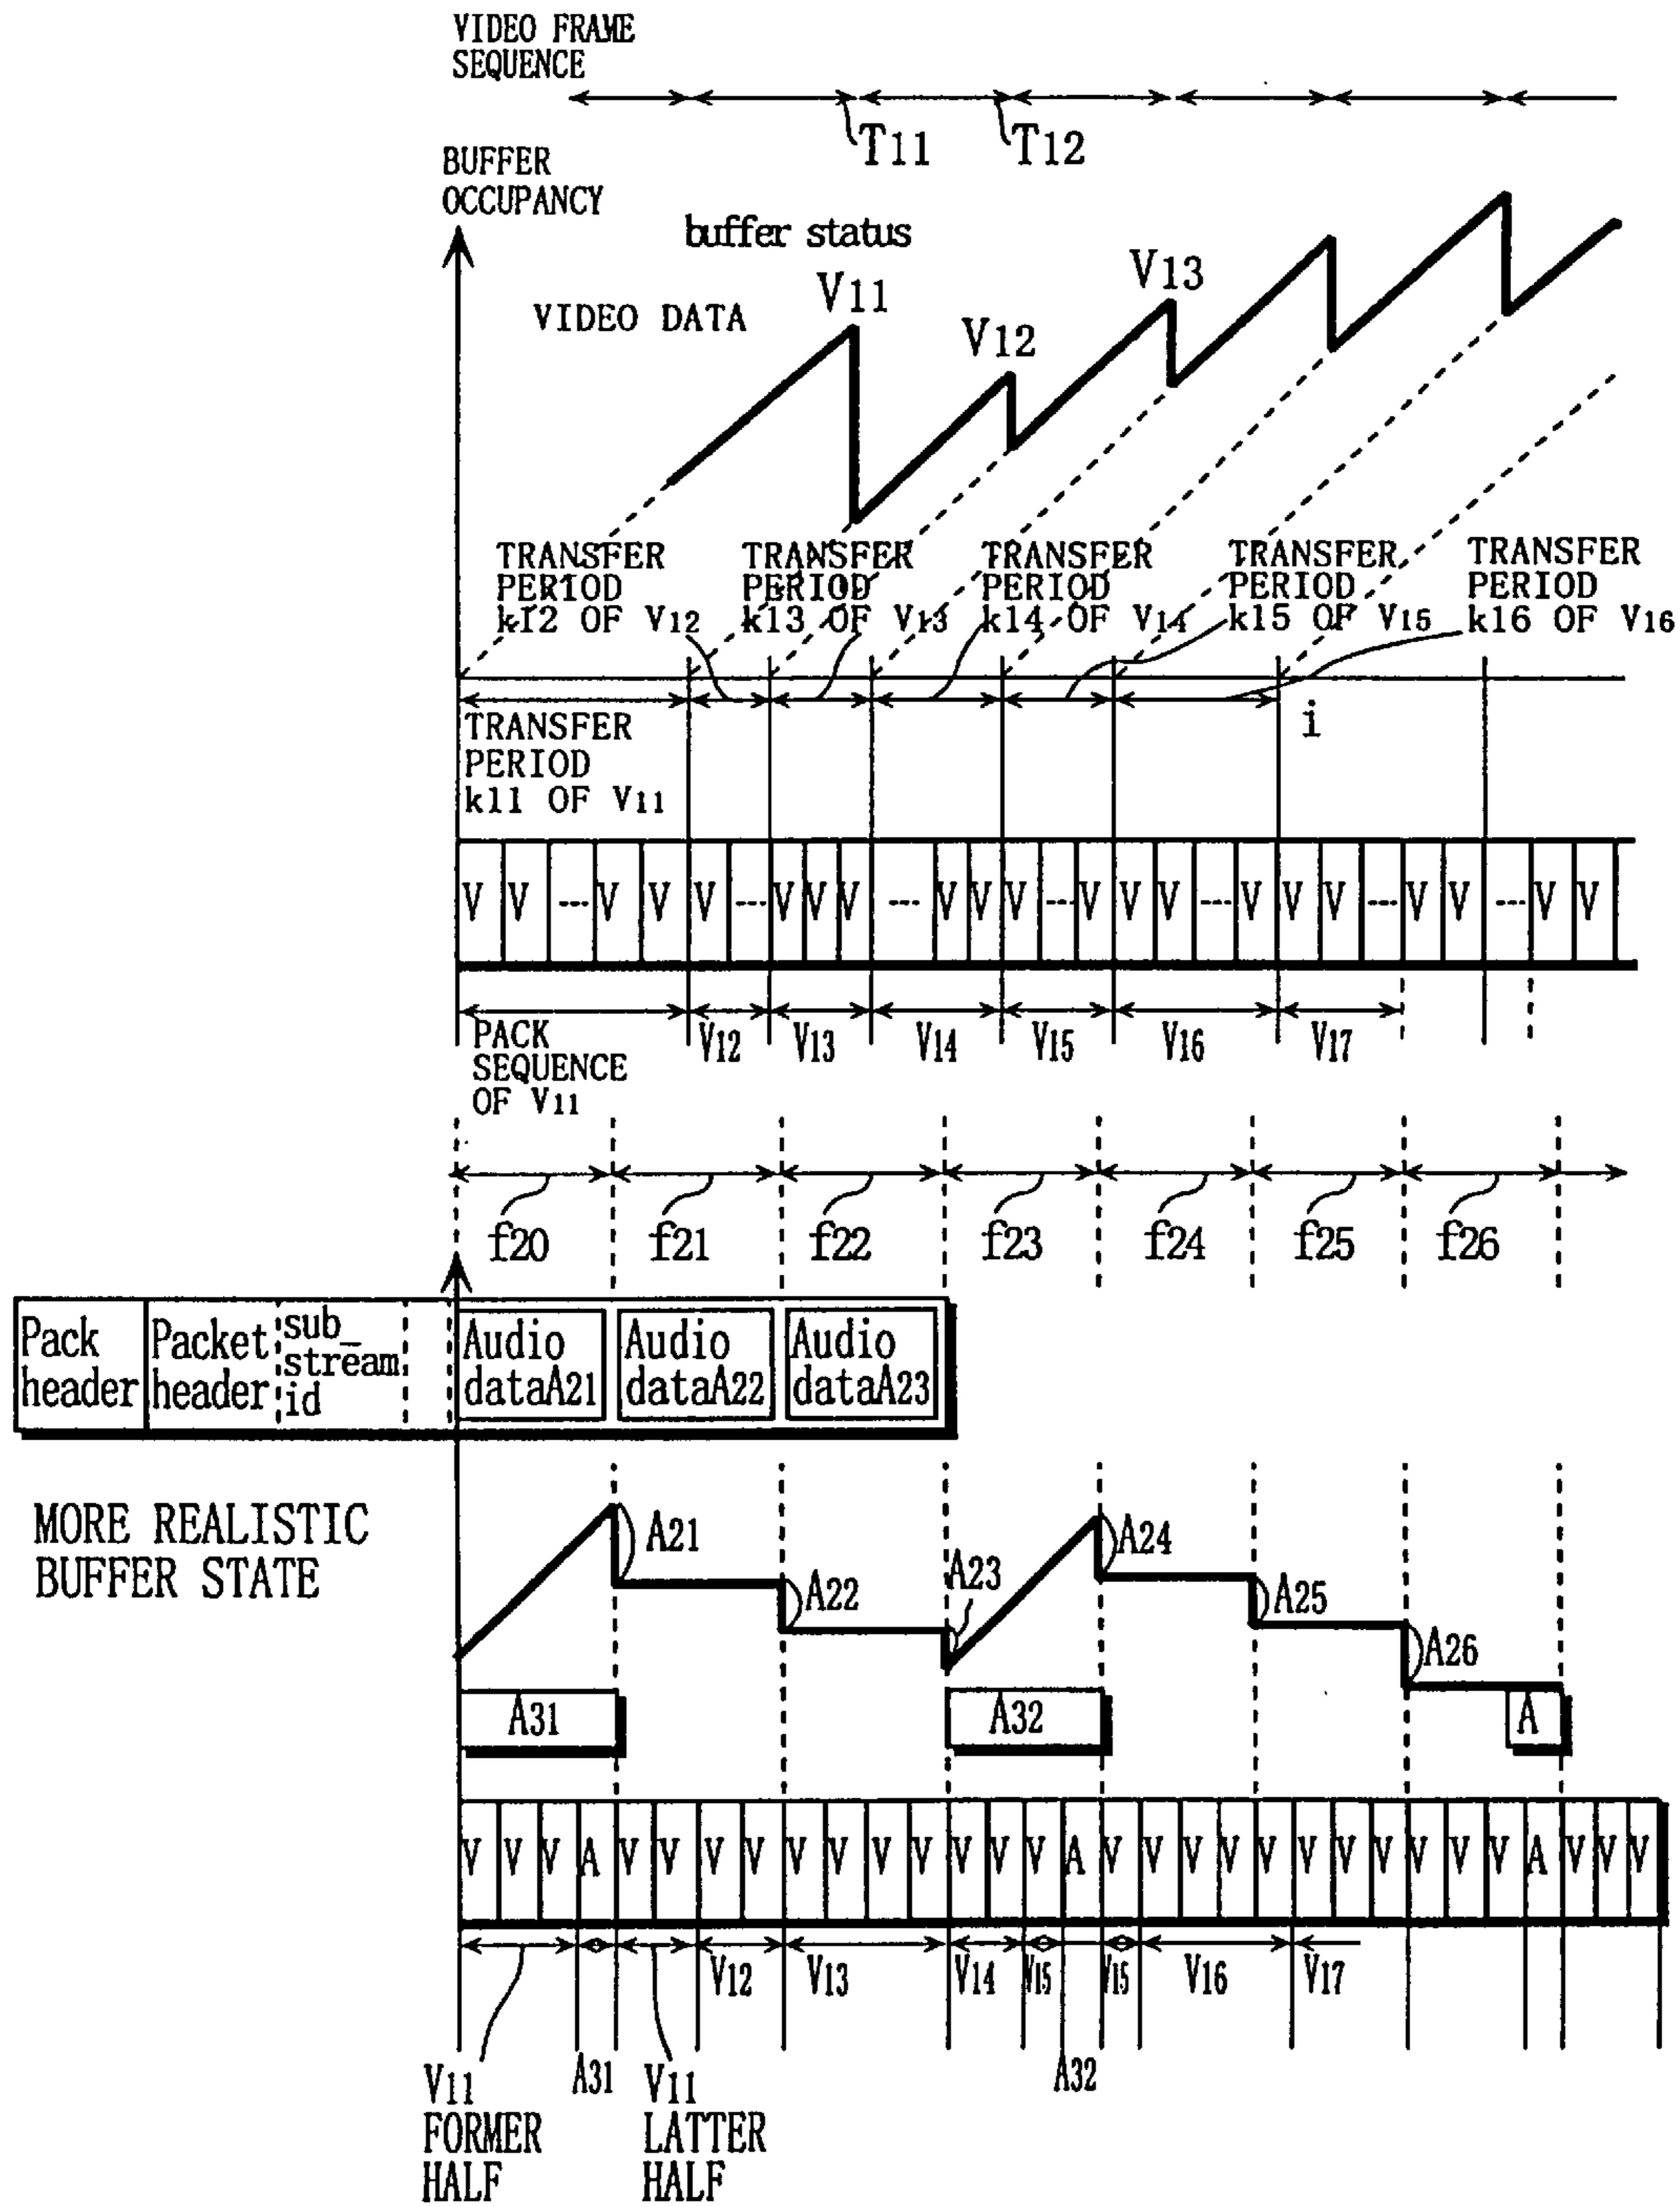 VIDEO FRAME
SEQUENCE
T11
T12
BUFFER
OCCUPANCY
buffer status
VIDEO DATA
V11
V12
V13
TRANSFER
PERIOD
k12 OF V12
TRANSFER
PERIOD
k13 OF V13
TRANSFER
PERIOD
k14 OF V14
TRANSFER
PERIOD
k15 OF V15
TRANSFER
PERIOD
k16 OF V16
TRANSFER
PERIOD
k11 OF V11
i
V V --- V V V --- V V V --- V V V --- V V V --- V V V --- V V --- V V
PACK
SEQUENCE
OF V11
V12 V13 V14 V15 V16 V17
f20 f21 f22 f23 f24 f25 f26
Pack
header
Packet
header
sub_
stream
id
Audio
dataA21
Audio
dataA22
Audio
dataA23
MORE REALISTIC
BUFFER STATE
A21
A22
A23
A24
A25
A26
A31
A32
A
V V V A V V V V V V V V V V V A V V V V V V V V V V V A V V V
V12 V13 V14 V15 V15 V16 V17
A31
A32
V11
FORMER
HALF
V11
LATTER
HALF